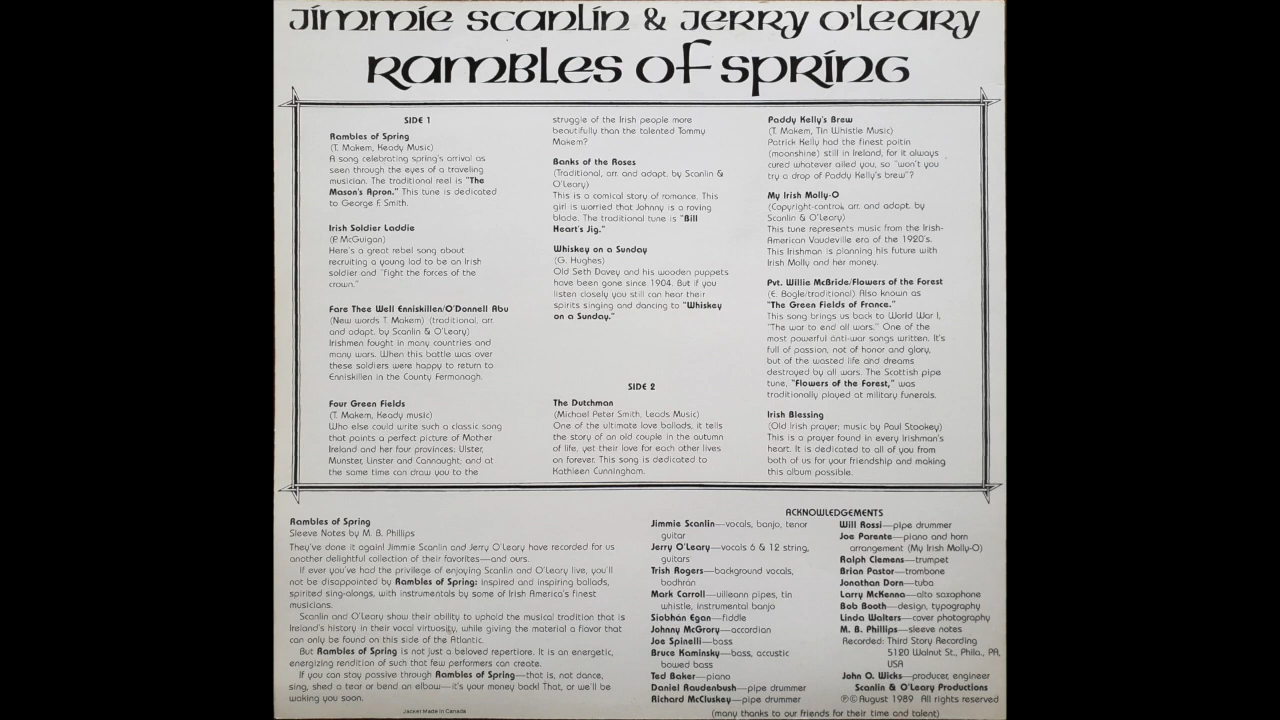 Jimmie Scanlin & Jerry O'Leary
Rambles of Spring
SIDE 1
Rambles of Spring
(T. Makem, Keady Music)
A song celebrating spring's arrival as
seen through the eyes of a traveling
musician. The traditional reel is "The
Mason's Apron." This tune is dedicated
to George F. Smith.
Irish Soldier Laddie
(P. McGuigan)
Here's a great rebel song about
recruiting a young lad to be an Irish
soldier and "fight the forces of the
crown."
Fare Thee Well Enniskillen/O'Donnell Abu
(New words T. Makem) (traditional, arr.
and adapt. by Scanlin & O'Leary)
Irishmen fought in many countries and
many wars. When this battle was over
these soldiers were happy to return to
Enniskillen in the County Fermanagh.
Four Green Fields
(T. Makem, Keady music)
Who else could write such a classic song
that paints a perfect picture of Mother
Ireland and her four provinces: Ulster,
Munster, Linster and Cannaught; and at
the same time can draw you to the
struggle of the Irish people more
beautifully than the talented Tommy
Makem?
Banks of the Roses
(Traditional, arr. and adapt. by Scanlin &
O'Leary)
This is a comical story of romance. This
girl is worried that Johnny is a roving
blade. The traditional tune is "Bill
Heart's Jig."
Whiskey on a Sunday
(G. Hughes)
Old Seth Davey and his wooden puppets
have been gone since 1904. But if you
listen closely you still can hear their
spirits singing and dancing to "Whiskey
on a Sunday."
SIDE 2
The Dutchman
(Michael Peter Smith, Leads Music)
One of the ultimate love ballads, it tells
the story of an old couple in the autumn
of life, yet their love for each other lives
on forever. This song is dedicated to
Kathleen Cunningham.
Paddy Kelly's Brew
(T. Makem, Tin Whistle Music)
Patrick Kelly had the finest poitin
(moonshine) still in Ireland, for it always
cured whatever ailed you, so "won't you
try a drop of Paddy Kelly's brew"?
My Irish Molly-O
(Copyright-control, arr. and adapt. by
Scanlin & O'Leary)
This tune represents music from the Irish-
American Vaudeville era of the 1920's.
This Irishman is planning his future with
Irish Molly and her money.
Pvt. Willie McBride/Flowers of the Forest
(E. Bogle/traditional) Also known as
"The Green Fields of France."
This song brings us back to World War I,
"The war to end all wars." One of the
most powerful anti-war songs written. It's
full of passion, not of honor and glory,
but of the wasted life and dreams
destroyed by all wars. The Scottish pipe
tune, "Flowers of the Forest," was
traditionally played at military funerals.
Irish Blessing
(Old Irish prayer; music by Paul Stookey)
This is a prayer found in every Irishman's
heart. It is dedicated to all of you from
both of us for your friendship and making
this album possible.
Rambles of Spring
Sleeve Notes by M. B. Phillips
They've done it again! Jimmie Scanlin and Jerry O'Leary have recorded for us
another delightful collection of their favorites—and ours.
If ever you've had the privilege of enjoying Scanlin and O'Leary live, you'll
not be disappointed by Rambles of Spring: inspired and inspiring ballads,
spirited sing-alongs, with instrumentals by some of Irish America's finest
musicians.
Scanlin and O'Leary show their ability to uphold the musical tradition that is
Ireland's history in their vocal virtuosity, while giving the material a flavor that
can only be found on this side of the Atlantic.
But Rambles of Spring is not just a beloved repertiore. It is an energetic,
energizing rendition of such that few performers can create.
If you can stay passive through Rambles of Spring—that is, not dance,
sing, shed a tear or bend an elbow—it's your money back! That, or we'll be
waking you soon.
Jacket Made in Canada
ACKNOWLEDGEMENTS
Jimmie Scanlin—vocals, banjo, tenor
guitar
Jerry O'Leary—vocals 6 & 12 string,
guitars
Trish Rogers—background vocals,
bodhrán
Mark Carroll—uilleann pipes, tin
whistle, instrumental banjo
Siobhán Egan—fiddle
Johnny McGrory—accordian
Joe Spinelli—bass
Bruce Kaminsky—bass, accustic
bowed bass
Ted Baker—piano
Daniel Raudenbush—pipe drummer
Richard McCluskey—pipe drummer
Will Rossi—pipe drummer
Joe Parente—piano and horn
arrangement (My Irish Molly-O)
Ralph Clemens—trumpet
Brian Pastor—trombone
Jonathan Dorn—tuba
Larry McKenna—alto saxophone
Bob Booth—design, typography
Linda Walters—cover photography
M. B. Phillips—sleeve notes
Recorded: Third Story Recording
5120 Walnut St., Phila., PA,
USA
John O. Wicks—producer, engineer
Scanlin & O'Leary Productions
℗© August 1989 All rights reserved
(many thanks to our friends for their time and talent)